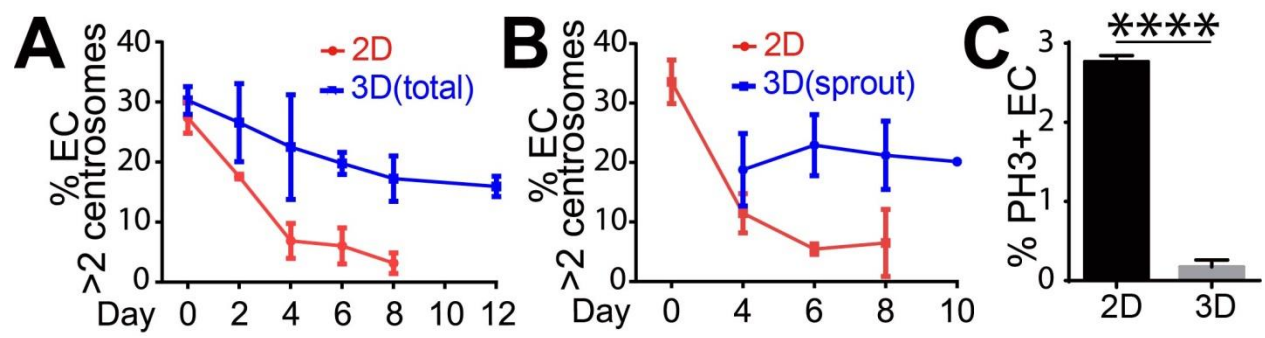 A
% EC
>2 centrosomes
40
30
20
10
0
2D
3D(total)
Day 0 2 4 6 8 10 12
B
% EC
>2 centrosomes
40
30
20
10
0
2D
3D(sprout)
Day 0 4 6 8 10
C
% PH3+ EC
3
2
1
0
****
2D 3D